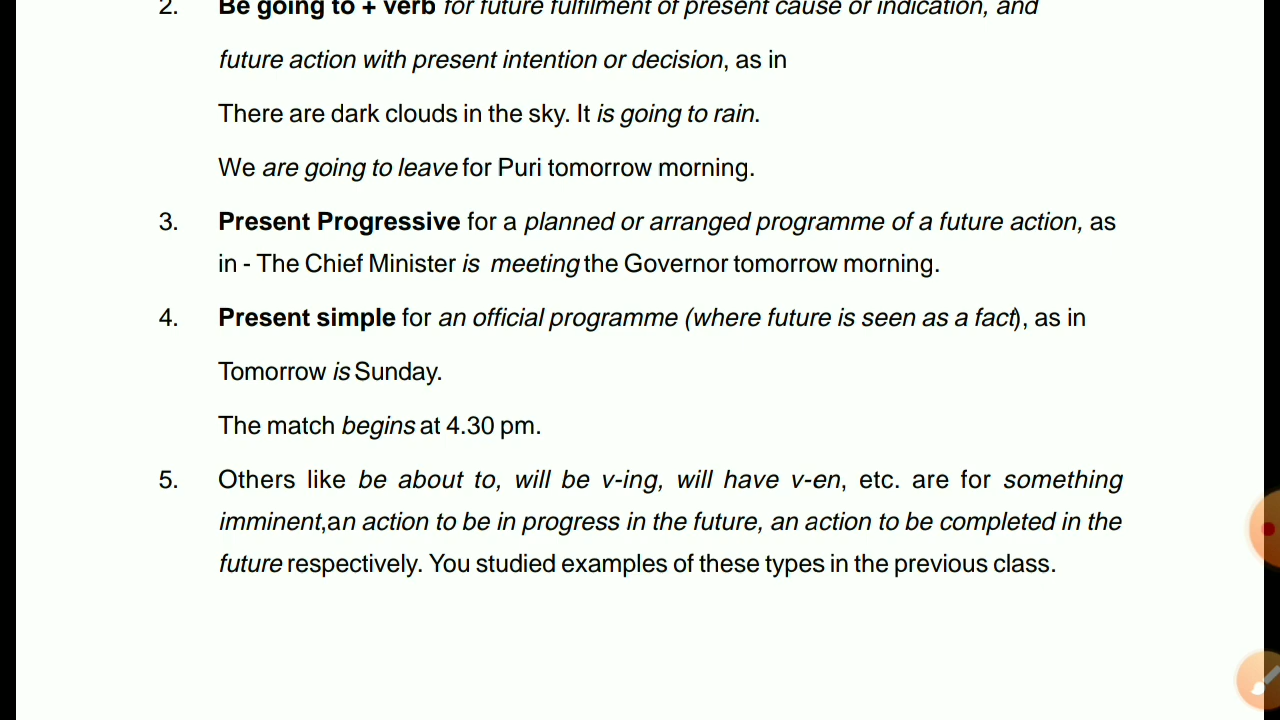 2. Be going to + verb for future fulfilment of present cause or indication, and
future action with present intention or decision, as in
There are dark clouds in the sky. It is going to rain.
We are going to leave for Puri tomorrow morning.
3. Present Progressive for a planned or arranged programme of a future action, as
in - The Chief Minister is meeting the Governor tomorrow morning.
4. Present simple for an official programme (where future is seen as a fact), as in
Tomorrow is Sunday.
The match begins at 4.30 pm.
5. Others like be about to, will be v-ing, will have v-en, etc. are for something
imminent,an action to be in progress in the future, an action to be completed in the
future respectively. You studied examples of these types in the previous class.